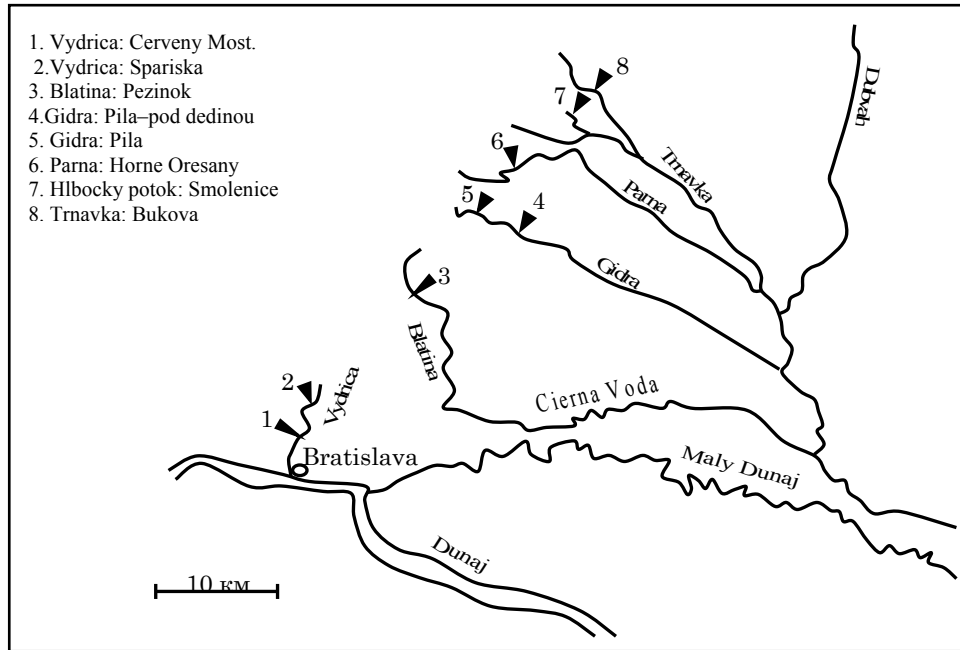 1. Vydrica: Cerveny Most.
2.Vydrica: Spariska
3. Blatina: Pezinok
4.Gidra: Pila–pod dedinou
5. Gidra: Pila
6. Parna: Horne Oresany
7. Hlbocky potok: Smolenice
8. Trnavka: Bukova
8
7
6
5
4
3
2
1
Dubvah
Trnavka
Parna
Gidra
Blatina
Vydrica
Cierna Voda
Bratislava
Maly Dunaj
Dunaj
10 км